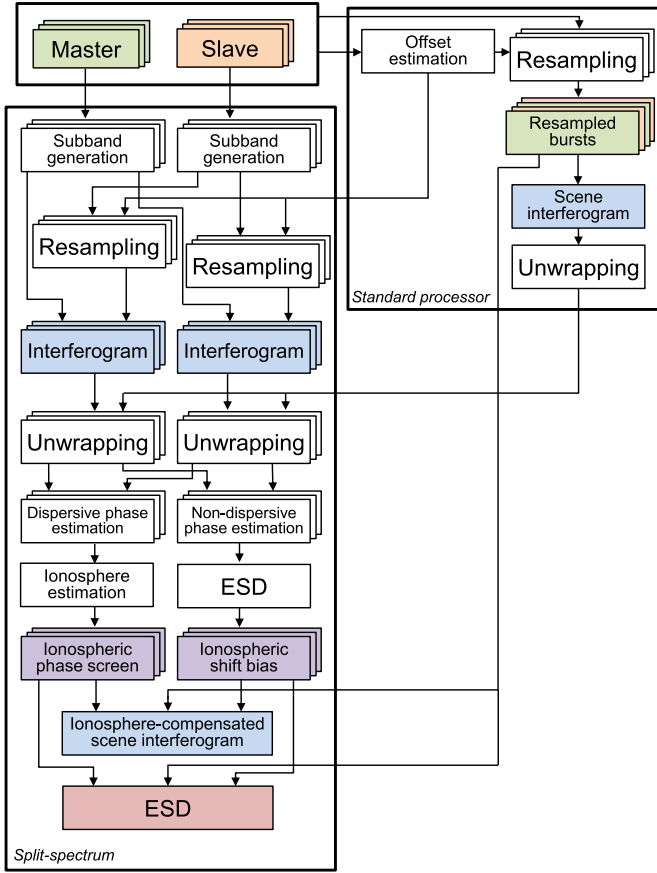 Master
Slave
Offset
estimation
Resampling
Resampled
bursts
Scene
interferogram
Unwrapping
Standard processor
Subband
generation
Subband
generation
Resampling
Resampling
Interferogram
Interferogram
Unwrapping
Unwrapping
Dispersive phase
estimation
Non-dispersive
phase estimation
Ionosphere
estimation
ESD
Ionospheric
phase screen
Ionospheric
shift bias
Ionosphere-compensated
scene interferogram
ESD
Split-spectrum